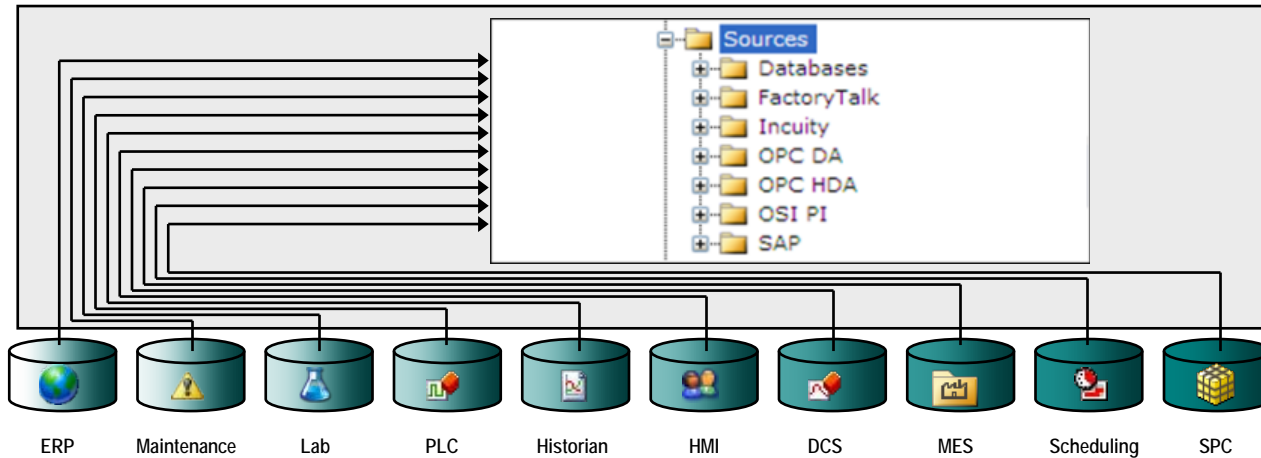 Sources
Databases
FactoryTalk
Incuity
OPC DA
OPC HDA
OSI PI
SAP
ERP Maintenance Lab PLC Historian HMI DCS MES Scheduling SPC